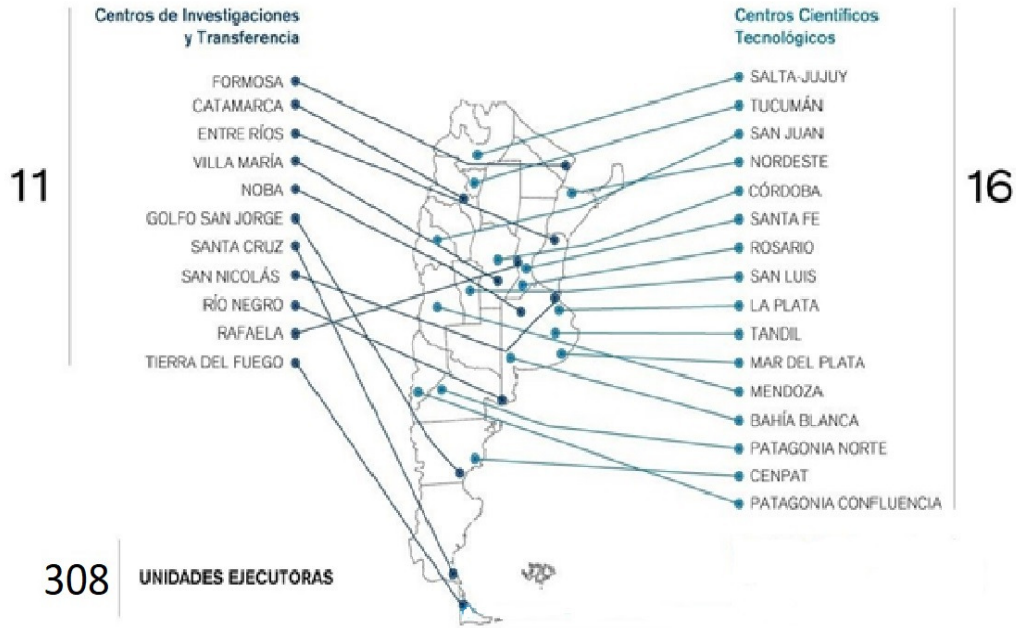 Centros de Investigaciones
y Transferencia
FORMOSA
CATAMARCA
ENTRE RÍOS
VILLA MARÍA
NOBA
GOLFO SAN JORGE
SANTA CRUZ
SAN NICOLÁS
RÍO NEGRO
RAFAELA
TIERRA DEL FUEGO
11
Centros Científicos
Tecnológicos
SALTA-JUJUY
TUCUMÁN
SAN JUAN
NORDESTE
CÓRDOBA
SANTA FE
ROSARIO
SAN LUIS
LA PLATA
TANDIL
MAR DEL PLATA
MENDOZA
BAHÍA BLANCA
PATAGONIA NORTE
CENPAT
PATAGONIA CONFLUENCIA
16
308 UNIDADES EJECUTORAS